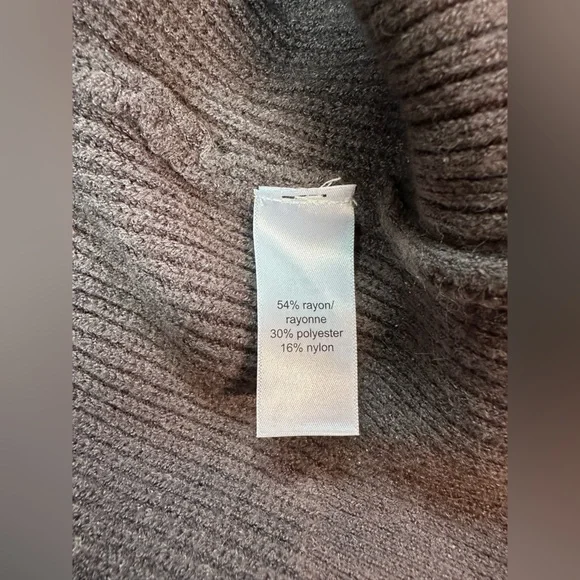 54% rayon/
rayonne
30% polyester
16% nylon